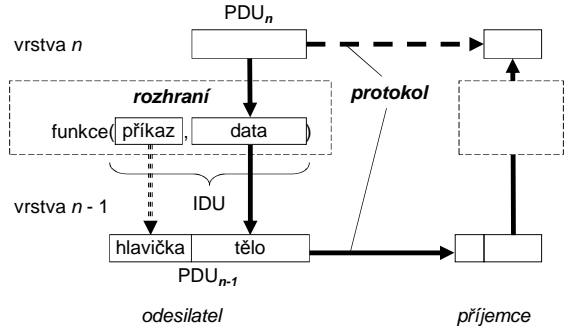 PDUn
vrstva n
rozhraní
protokol
funkce(příkaz, data)
IDU
vrstva n - 1
hlavička tělo
PDUn-1
odesilatel příjemce